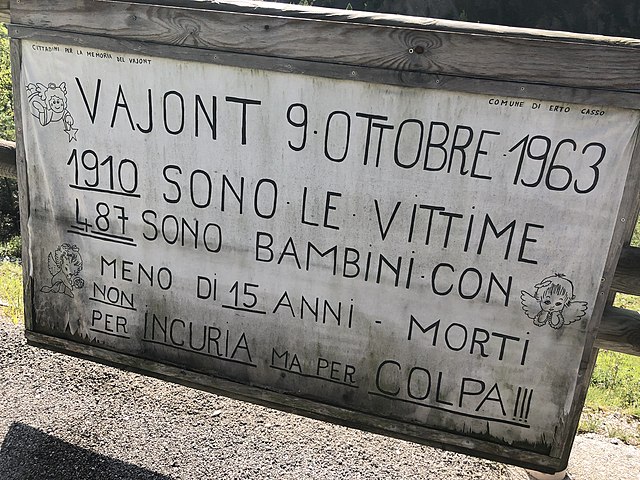 CITTADINI PER LA MEMORIA DEL VAJONT
COMUNE DI ERTO CASSO
VAJONT 9·OTTOBRE·1963
1910 SONO·LE·VITTIME
487 SONO BAMBINI·CON
MENO DI 15 ANNI - MORTI
NON
PER INCURIA MA PER COLPA!!!